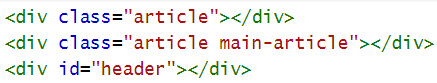 <div class="article"></div>
<div class="article main-article"></div>
<div id="header"></div>